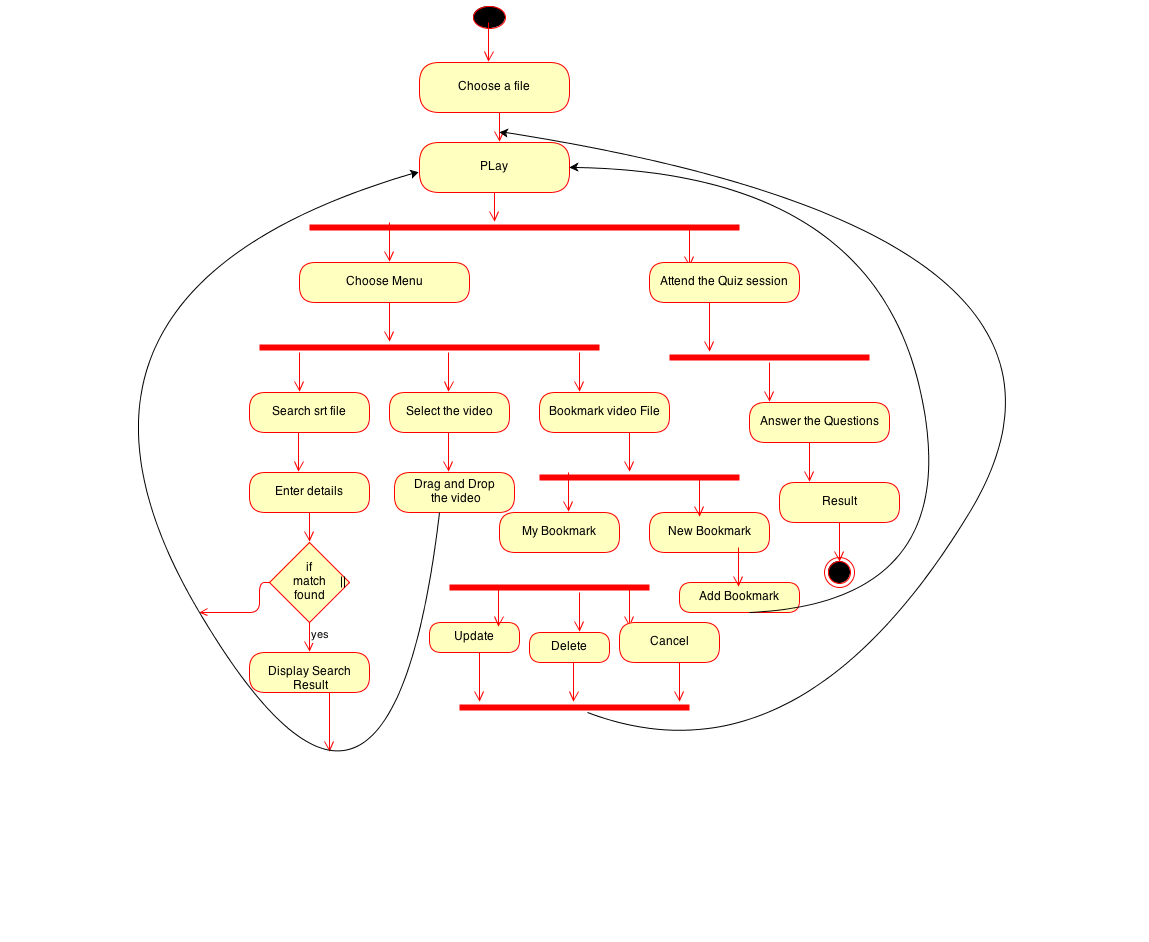 Choose a file
PLay
Choose Menu
Attend the Quiz session
Search srt file
Select the video
Bookmark video File
Answer the Questions
Enter details
Drag and Drop
the video
Result
My Bookmark
New Bookmark
if
match
found
Add Bookmark
yes
Update
Delete
Cancel
Display Search
Result